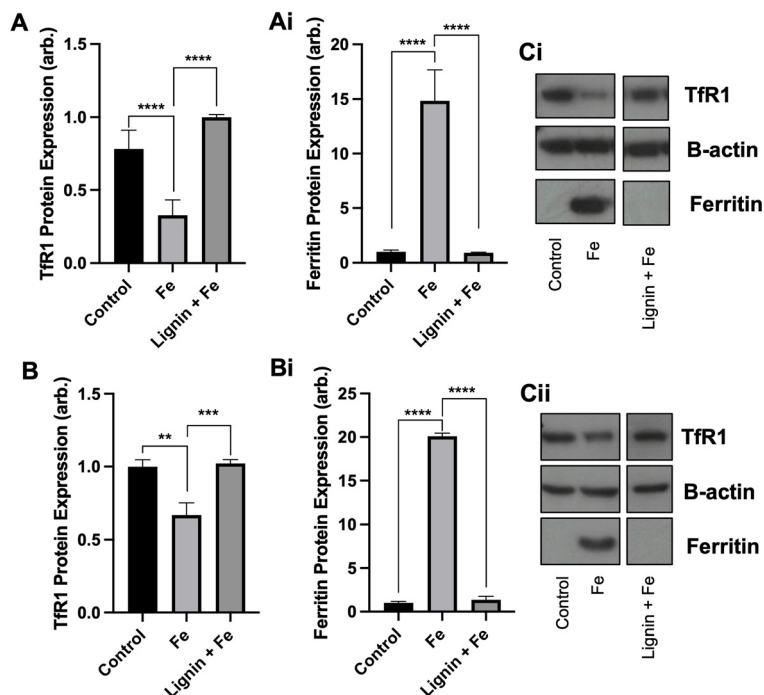 A
TfR1 Protein Expression (arb.)
1.5
1.0
0.5
0.0
****
****
Control
Fe
Lignin + Fe
Ai
Ferritin Protein Expression (arb.)
20
15
10
5
0
****
****
Control
Fe
Lignin + Fe
Ci
TfR1
B-actin
Ferritin
Control
Fe
Lignin + Fe
B
TfR1 Protein Expression (arb.)
1.5
1.0
0.5
0.0
**
***
Control
Fe
Lignin + Fe
Bi
Ferritin Protein Expression (arb.)
25
20
15
10
5
0
****
****
Control
Fe
Lignin + Fe
Cii
TfR1
B-actin
Ferritin
Control
Fe
Lignin + Fe